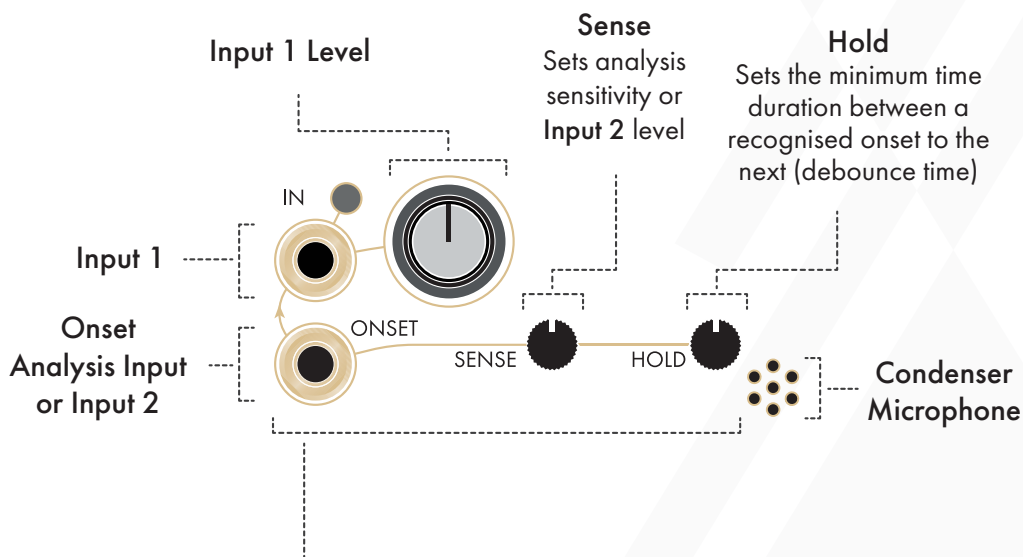 Input 1 Level
Sense
Sets analysis
sensitivity or
Input 2 level
Hold
Sets the minimum time
duration between a
recognised onset to the
next (debounce time)
IN
Input 1
Onset
Analysis Input
or Input 2
ONSET
SENSE
HOLD
Condenser
Microphone